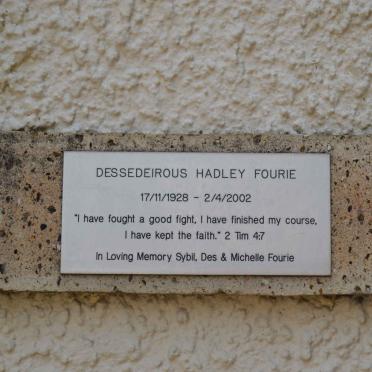 DESSEDEIROUS HADLEY FOURIE
17/11/1928 - 2/4/2002
"I have fought a good fight, I have finished my course,
I have kept the faith." 2 Tim 4:7
In Loving Memory Sybil, Des & Michelle Fourie